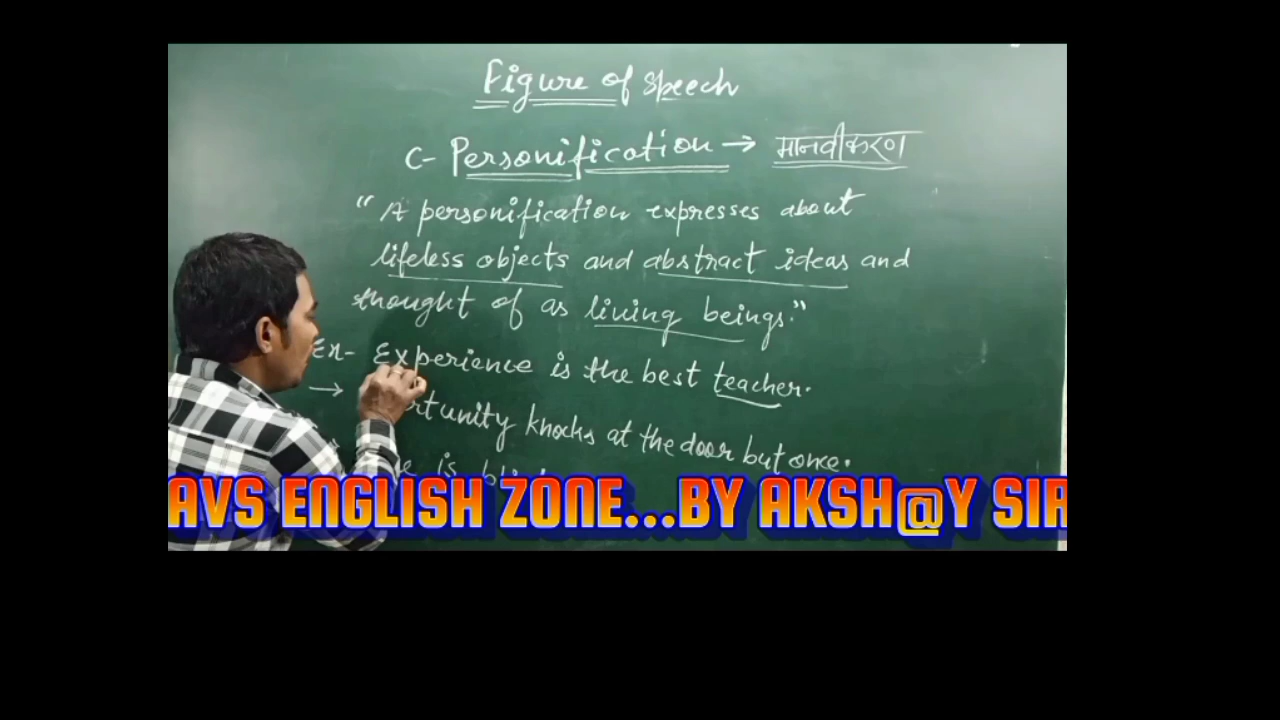 Figure of speech
C- Personification → मानवीकरण
“ A personification expresses about
lifeless objects and abstract ideas and
thought of as living beings.”
Ex- Experience is the best teacher.
→ knocks at the door but once.
is
AVS ENGLISH ZONE...BY AKSH@Y SIR